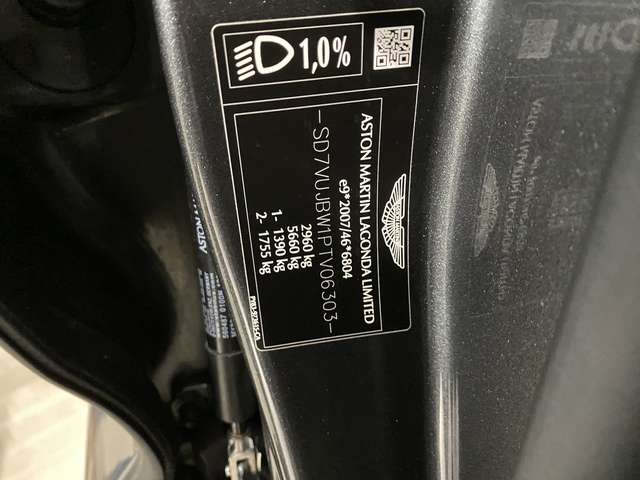 1,0%
ASTON MARTIN LAGONDA LIMITED
e9*2007/46*6804
-SD7VUJBW1PTV06303-
2960 kg
5660 kg
1- 1390 kg
2- 1755 kg